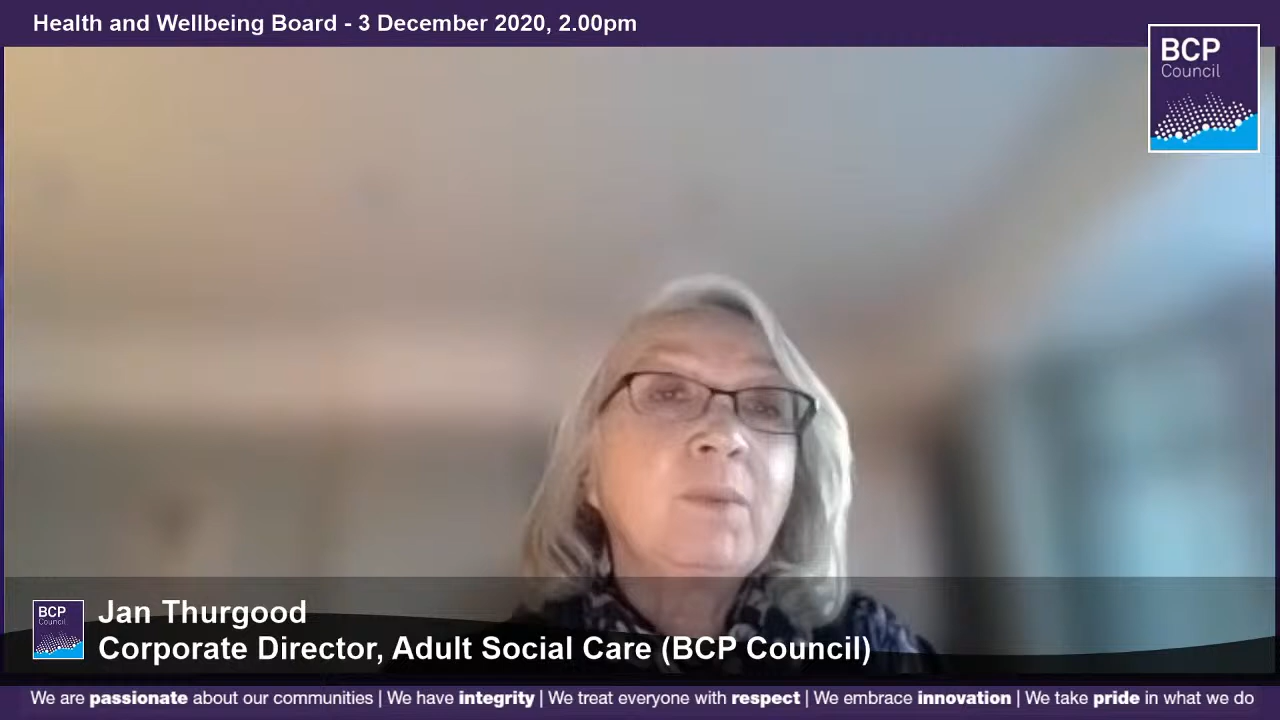 Health and Wellbeing Board - 3 December 2020, 2.00pm
BCP
Council
BCP
Council
Jan Thurgood
Corporate Director, Adult Social Care (BCP Council)
We are passionate about our communities | We have integrity | We treat everyone with respect | We embrace innovation | We take pride in what we do